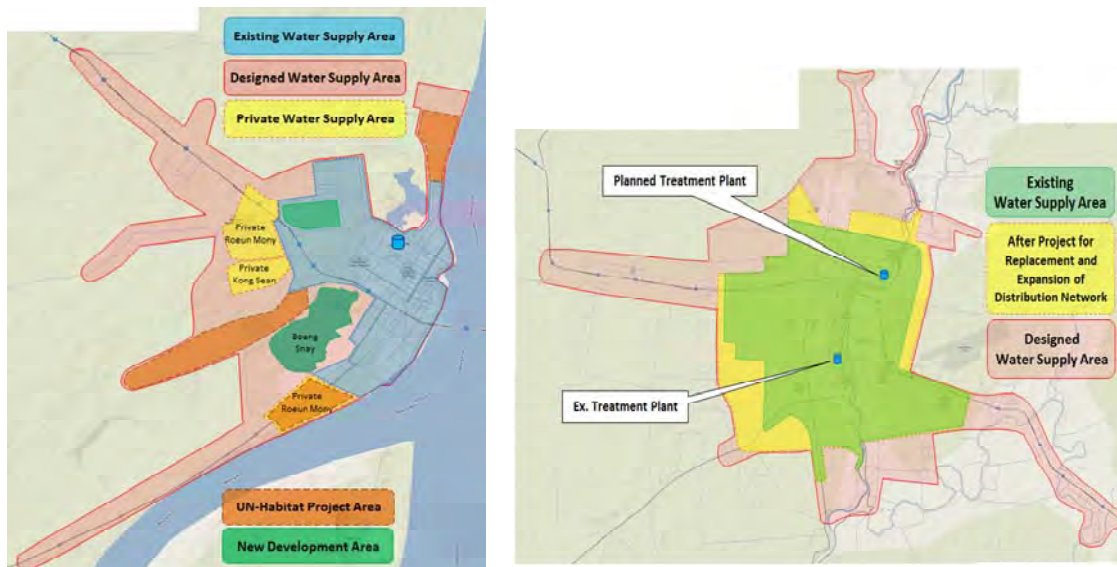 Existing Water Supply Area
Designed Water Supply Area
Private Water Supply Area
Private
Roeun Mony
Private
Kong Sean
Boeng
Snay
Private
Roeun Mony
UN-Habitat Project Area
New Development Area
Planned Treatment Plant
Ex. Treatment Plant
Existing
Water Supply Area
After Project for
Replacement and
Expansion of
Distribution Network
Designed
Water Supply Area